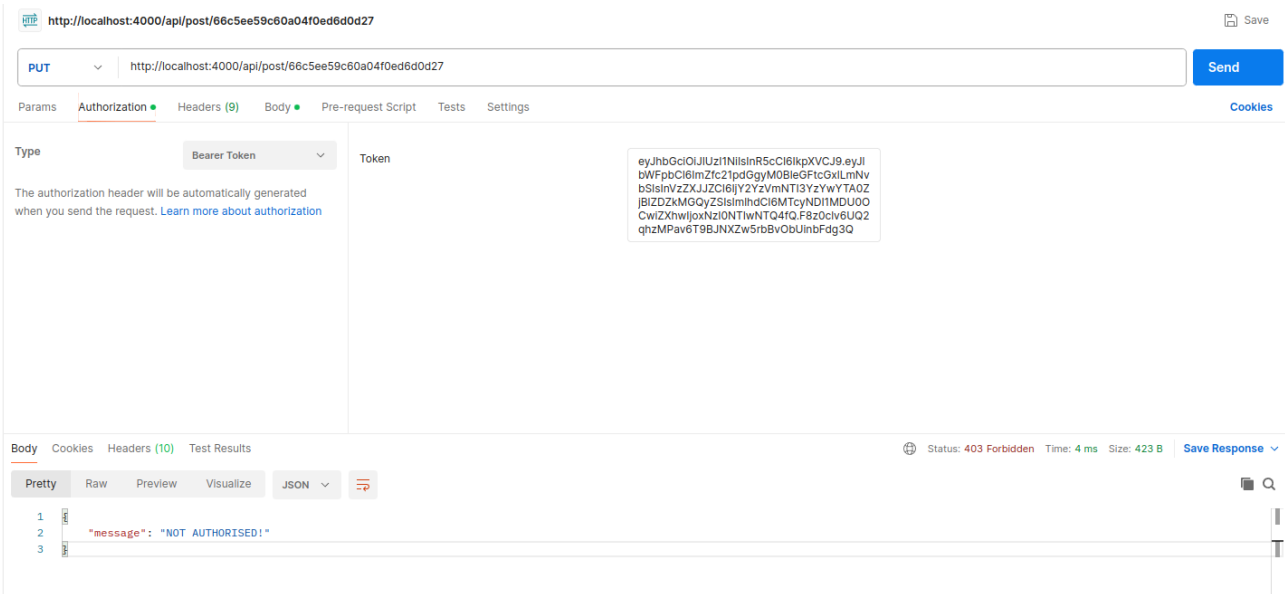 HTTP http://localhost:4000/api/post/66c5ee59c60a04f0ed6d0d27 Save
PUT http://localhost:4000/api/post/66c5ee59c60a04f0ed6d0d27 Send
Params Authorization Headers (9) Body Pre-request Script Tests Settings Cookies
Type Bearer Token Token
The authorization header will be automatically generated
when you send the request. Learn more about authorization
eyJhbGciOiJIUzI1NiIsInR5cCI6IkpXVCJ9.eyJl
bWFpbCI6ImZfc21pdGgyM0BleGFtcGxlLmNv
bSIsInVzZXJJZCI6IjY2YzVmNTI3YzYwYTA0Z
jBlZDZkMGQyZSIsImlhdCI6MTcyNDI1MDU0O
CwiZXhwIjoxNzI0NTIwNTQ4fQ.F8z0cIv6UQ2
qhzMPav6T9BJNXZw5rbBvObUinbFdg3Q
Body Cookies Headers (10) Test Results Status: 403 Forbidden Time: 4 ms Size: 423 B Save Response
Pretty Raw Preview Visualize JSON
1 {
2 "message": "NOT AUTHORISED!"
3 }